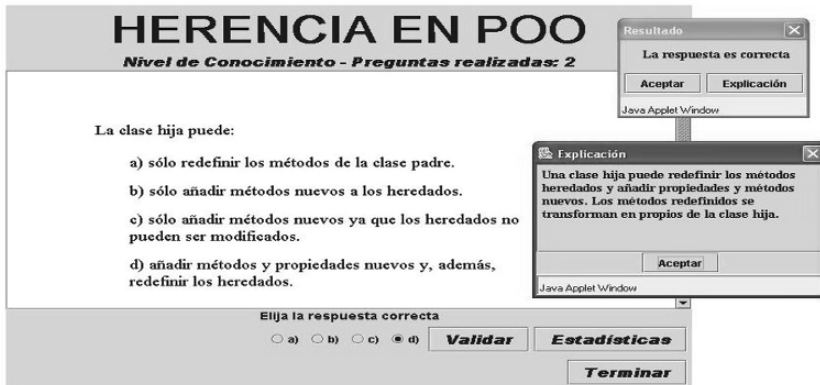 HERENCIA EN POO
Nivel de Conocimiento - Preguntas realizadas: 2
La clase hija puede:
a) sólo redefinir los métodos de la clase padre.
b) sólo añadir métodos nuevos a los heredados.
c) sólo añadir métodos nuevos ya que los heredados no
pueden ser modificados.
d) añadir métodos y propiedades nuevos y, además,
redefinir los heredados.
Elija la respuesta correcta
a) b) c) d) Validar Estadísticas
Terminar
Resultado
La respuesta es correcta
Aceptar Explicación
Java Applet Window
Explicación
Una clase hija puede redefinir los métodos
heredados y añadir propiedades y métodos
nuevos. Los métodos redefinidos se
transforman en propios de la clase hija.
Aceptar
Java Applet Window